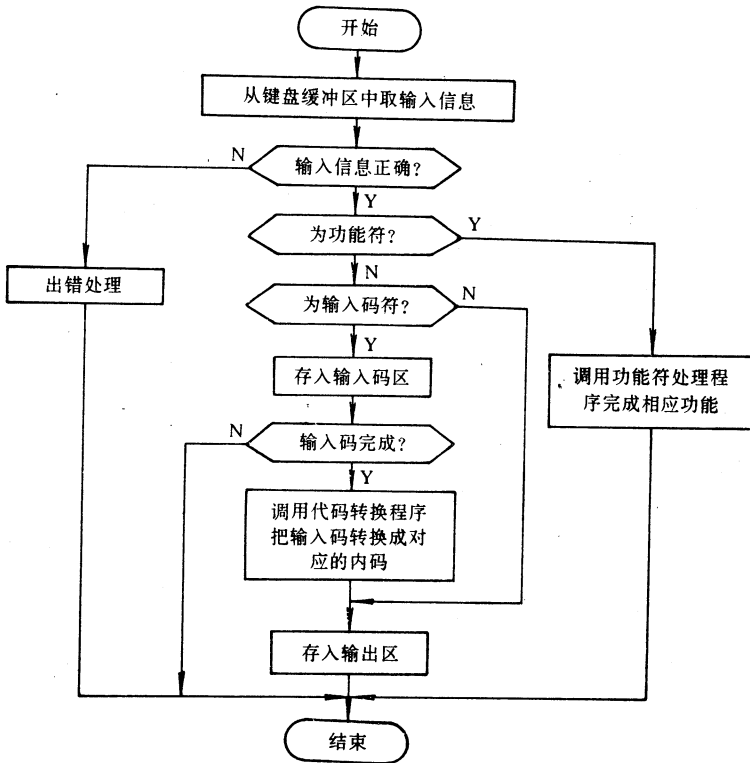 开始
从键盘缓冲区中取输入信息
N
输入信息正确?
Y
为功能符?
Y
出错处理
N
为输入码符?
N
Y
存入输入码区
调用功能符处理程
序完成相应功能
N
输入码完成?
Y
调用代码转换程序
把输入码转换成对
应的内码
存入输出区
结束